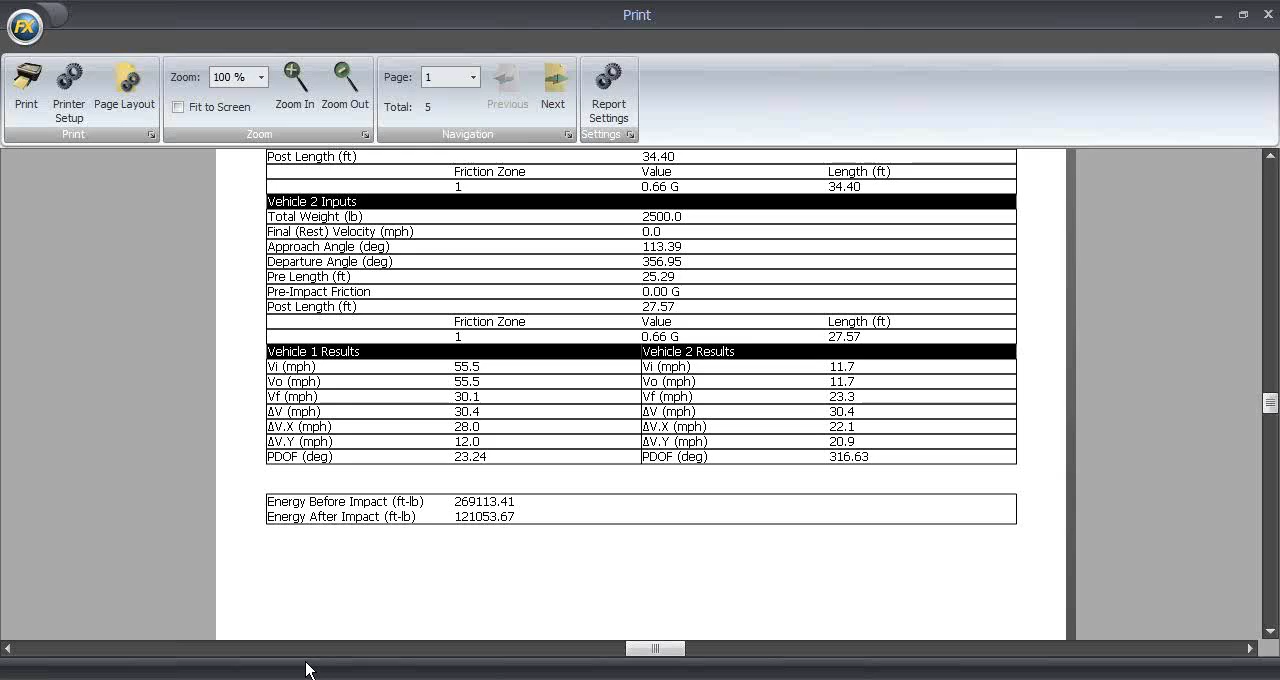 Print
FX
Zoom: 100 %
Page: 1
Fit to Screen
Total: 5
Print
Printer Setup
Page Layout
Zoom In
Zoom Out
Previous
Next
Report Settings
Print
Zoom
Navigation
Settings
Post Length (ft) 34.40
Friction Zone Value Length (ft)
1 0.66 G 34.40
Vehicle 2 Inputs
Total Weight (lb) 2500.0
Final (Rest) Velocity (mph) 0.0
Approach Angle (deg) 113.39
Departure Angle (deg) 356.95
Pre Length (ft) 25.29
Pre-Impact Friction 0.00 G
Post Length (ft) 27.57
Friction Zone Value Length (ft)
1 0.66 G 27.57
Vehicle 1 Results Vehicle 2 Results
Vi (mph) 55.5 Vi (mph) 11.7
Vo (mph) 55.5 Vo (mph) 11.7
Vf (mph) 30.1 Vf (mph) 23.3
ΔV (mph) 30.4 ΔV (mph) 30.4
ΔV.X (mph) 28.0 ΔV.X (mph) 22.1
ΔV.Y (mph) 12.0 ΔV.Y (mph) 20.9
PDOF (deg) 23.24 PDOF (deg) 316.63
Energy Before Impact (ft-lb) 269113.41
Energy After Impact (ft-lb) 121053.67